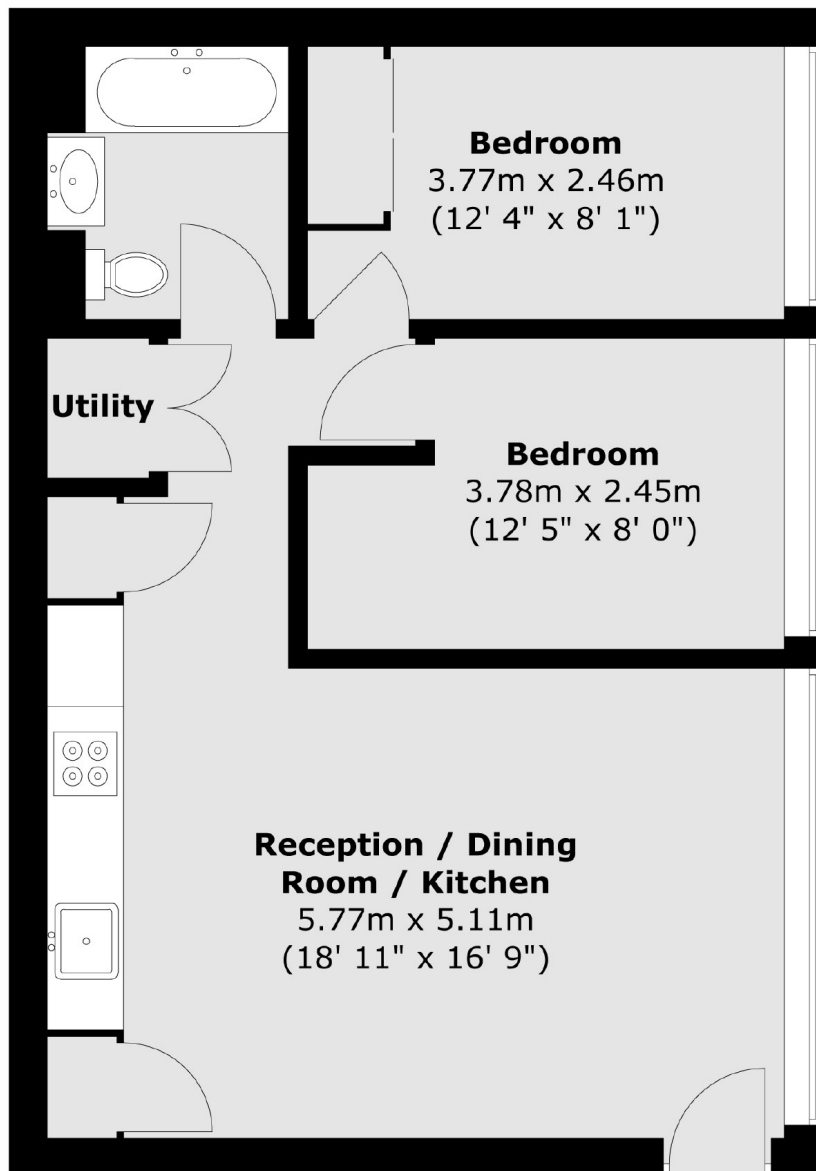 Bedroom
3.77m x 2.46m
(12' 4" x 8' 1")
Utility
Bedroom
3.78m x 2.45m
(12' 5" x 8' 0")
Reception / Dining
Room / Kitchen
5.77m x 5.11m
(18' 11" x 16' 9")